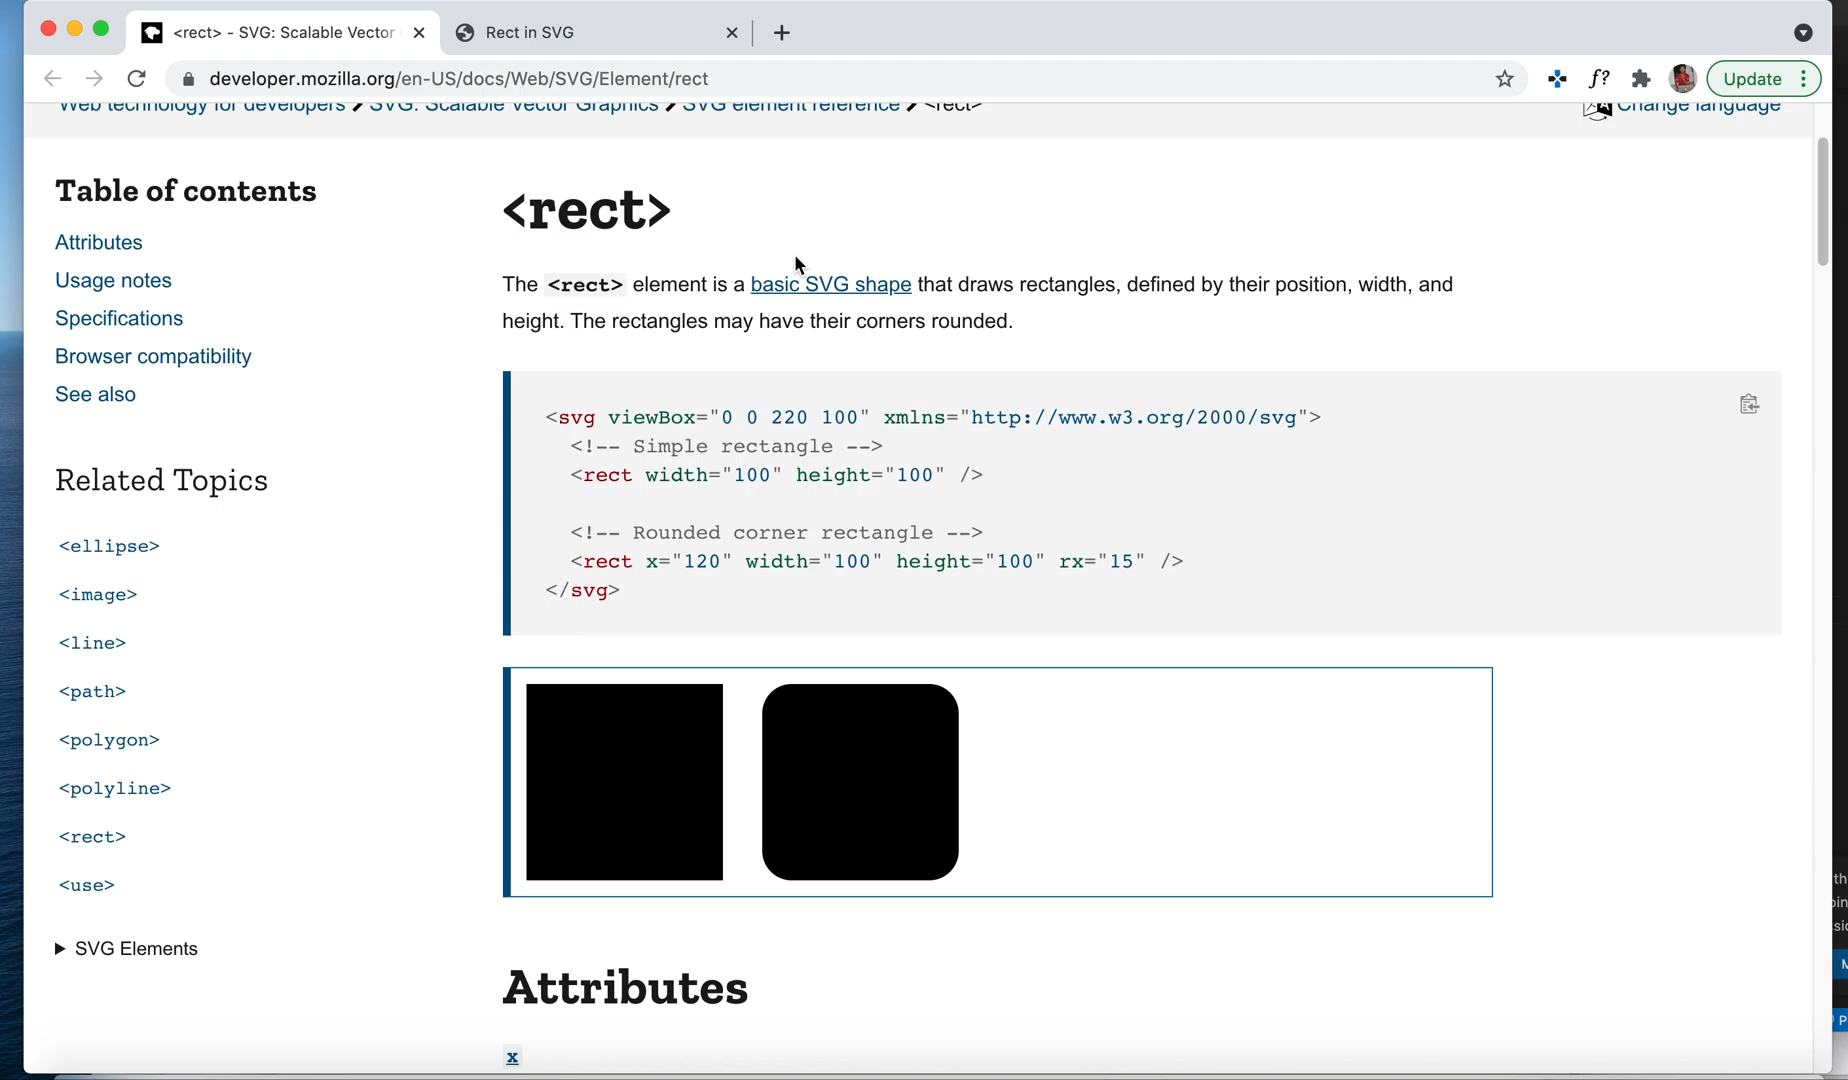 <rect> - SVG: Scalable Vector
Rect in SVG
developer.mozilla.org/en-US/docs/Web/SVG/Element/rect
f?
Update
Web technology for developers
SVG: Scalable Vector Graphics
SVG element reference
<rect>
Change language
Table of contents
Attributes
Usage notes
Specifications
Browser compatibility
See also
Related Topics
<ellipse>
<image>
<line>
<path>
<polygon>
<polyline>
<rect>
<use>
SVG Elements
<rect>
The <rect> element is a basic SVG shape that draws rectangles, defined by their position, width, and
height. The rectangles may have their corners rounded.
<svg viewBox="0 0 220 100" xmlns="http://www.w3.org/2000/svg">
<!-- Simple rectangle -->
<rect width="100" height="100" />
<!-- Rounded corner rectangle -->
<rect x="120" width="100" height="100" rx="15" />
</svg>
Attributes
x